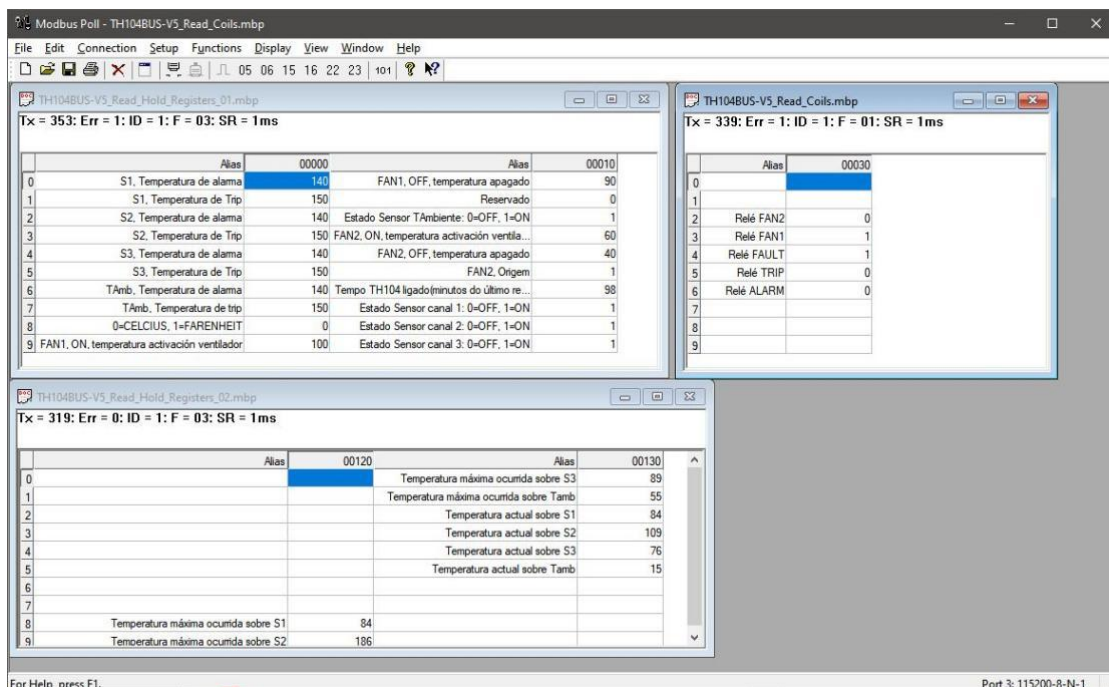 Modbus Poll - TH104BUS-V5_Read_Coils.mbp
File Edit Connection Setup Functions Display View Window Help
05 06 15 16 22 23 101
TH104BUS-V5_Read_Hold_Registers_01.mbp
Tx = 353: Err = 1: ID = 1: F = 03: SR = 1ms
Alias 00000 Alias 00010
0 S1, Temperatura de alarma 140 FAN1, OFF, temperatura apagado 90
1 S1, Temperatura de Trip 150 Reservado 0
2 S2, Temperatura de alarma 140 Estado Sensor TAmbiente: 0=OFF, 1=ON 1
3 S2, Temperatura de Trip 150 FAN2, ON, temperatura activación ventila... 60
4 S3, Temperatura de alarma 140 FAN2, OFF, temperatura apagado 40
5 S3, Temperatura de Trip 150 FAN2, Origem 1
6 TAmb, Temperatura de alarma 140 Tempo TH104 ligado(minutos do último re... 98
7 TAmb, Temperatura de trip 150 Estado Sensor canal 1: 0=OFF, 1=ON 1
8 0=CELCIUS, 1=FARENHEIT 0 Estado Sensor canal 2: 0=OFF, 1=ON 1
9 FAN1, ON, temperatura activación ventilador 100 Estado Sensor canal 3: 0=OFF, 1=ON 1
TH104BUS-V5_Read_Coils.mbp
Tx = 339: Err = 1: ID = 1: F = 01: SR = 1ms
Alias 00030
0
1
2 Relé FAN2 0
3 Relé FAN1 1
4 Relé FAULT 1
5 Relé TRIP 0
6 Relé ALARM 0
7
8
9
TH104BUS-V5_Read_Hold_Registers_02.mbp
Tx = 319: Err = 0: ID = 1: F = 03: SR = 1ms
Alias 00120 Alias 00130
0 Temperatura máxima ocurrida sobre S3 89
1 Temperatura máxima ocurrida sobre Tamb 55
2 Temperatura actual sobre S1 84
3 Temperatura actual sobre S2 109
4 Temperatura actual sobre S3 76
5 Temperatura actual sobre Tamb 15
6
7
8 Temperatura máxima ocurrida sobre S1 84
9 Temperatura máxima ocurrida sobre S2 186
For Help, press F1.
Port 3: 115200-8-N-1